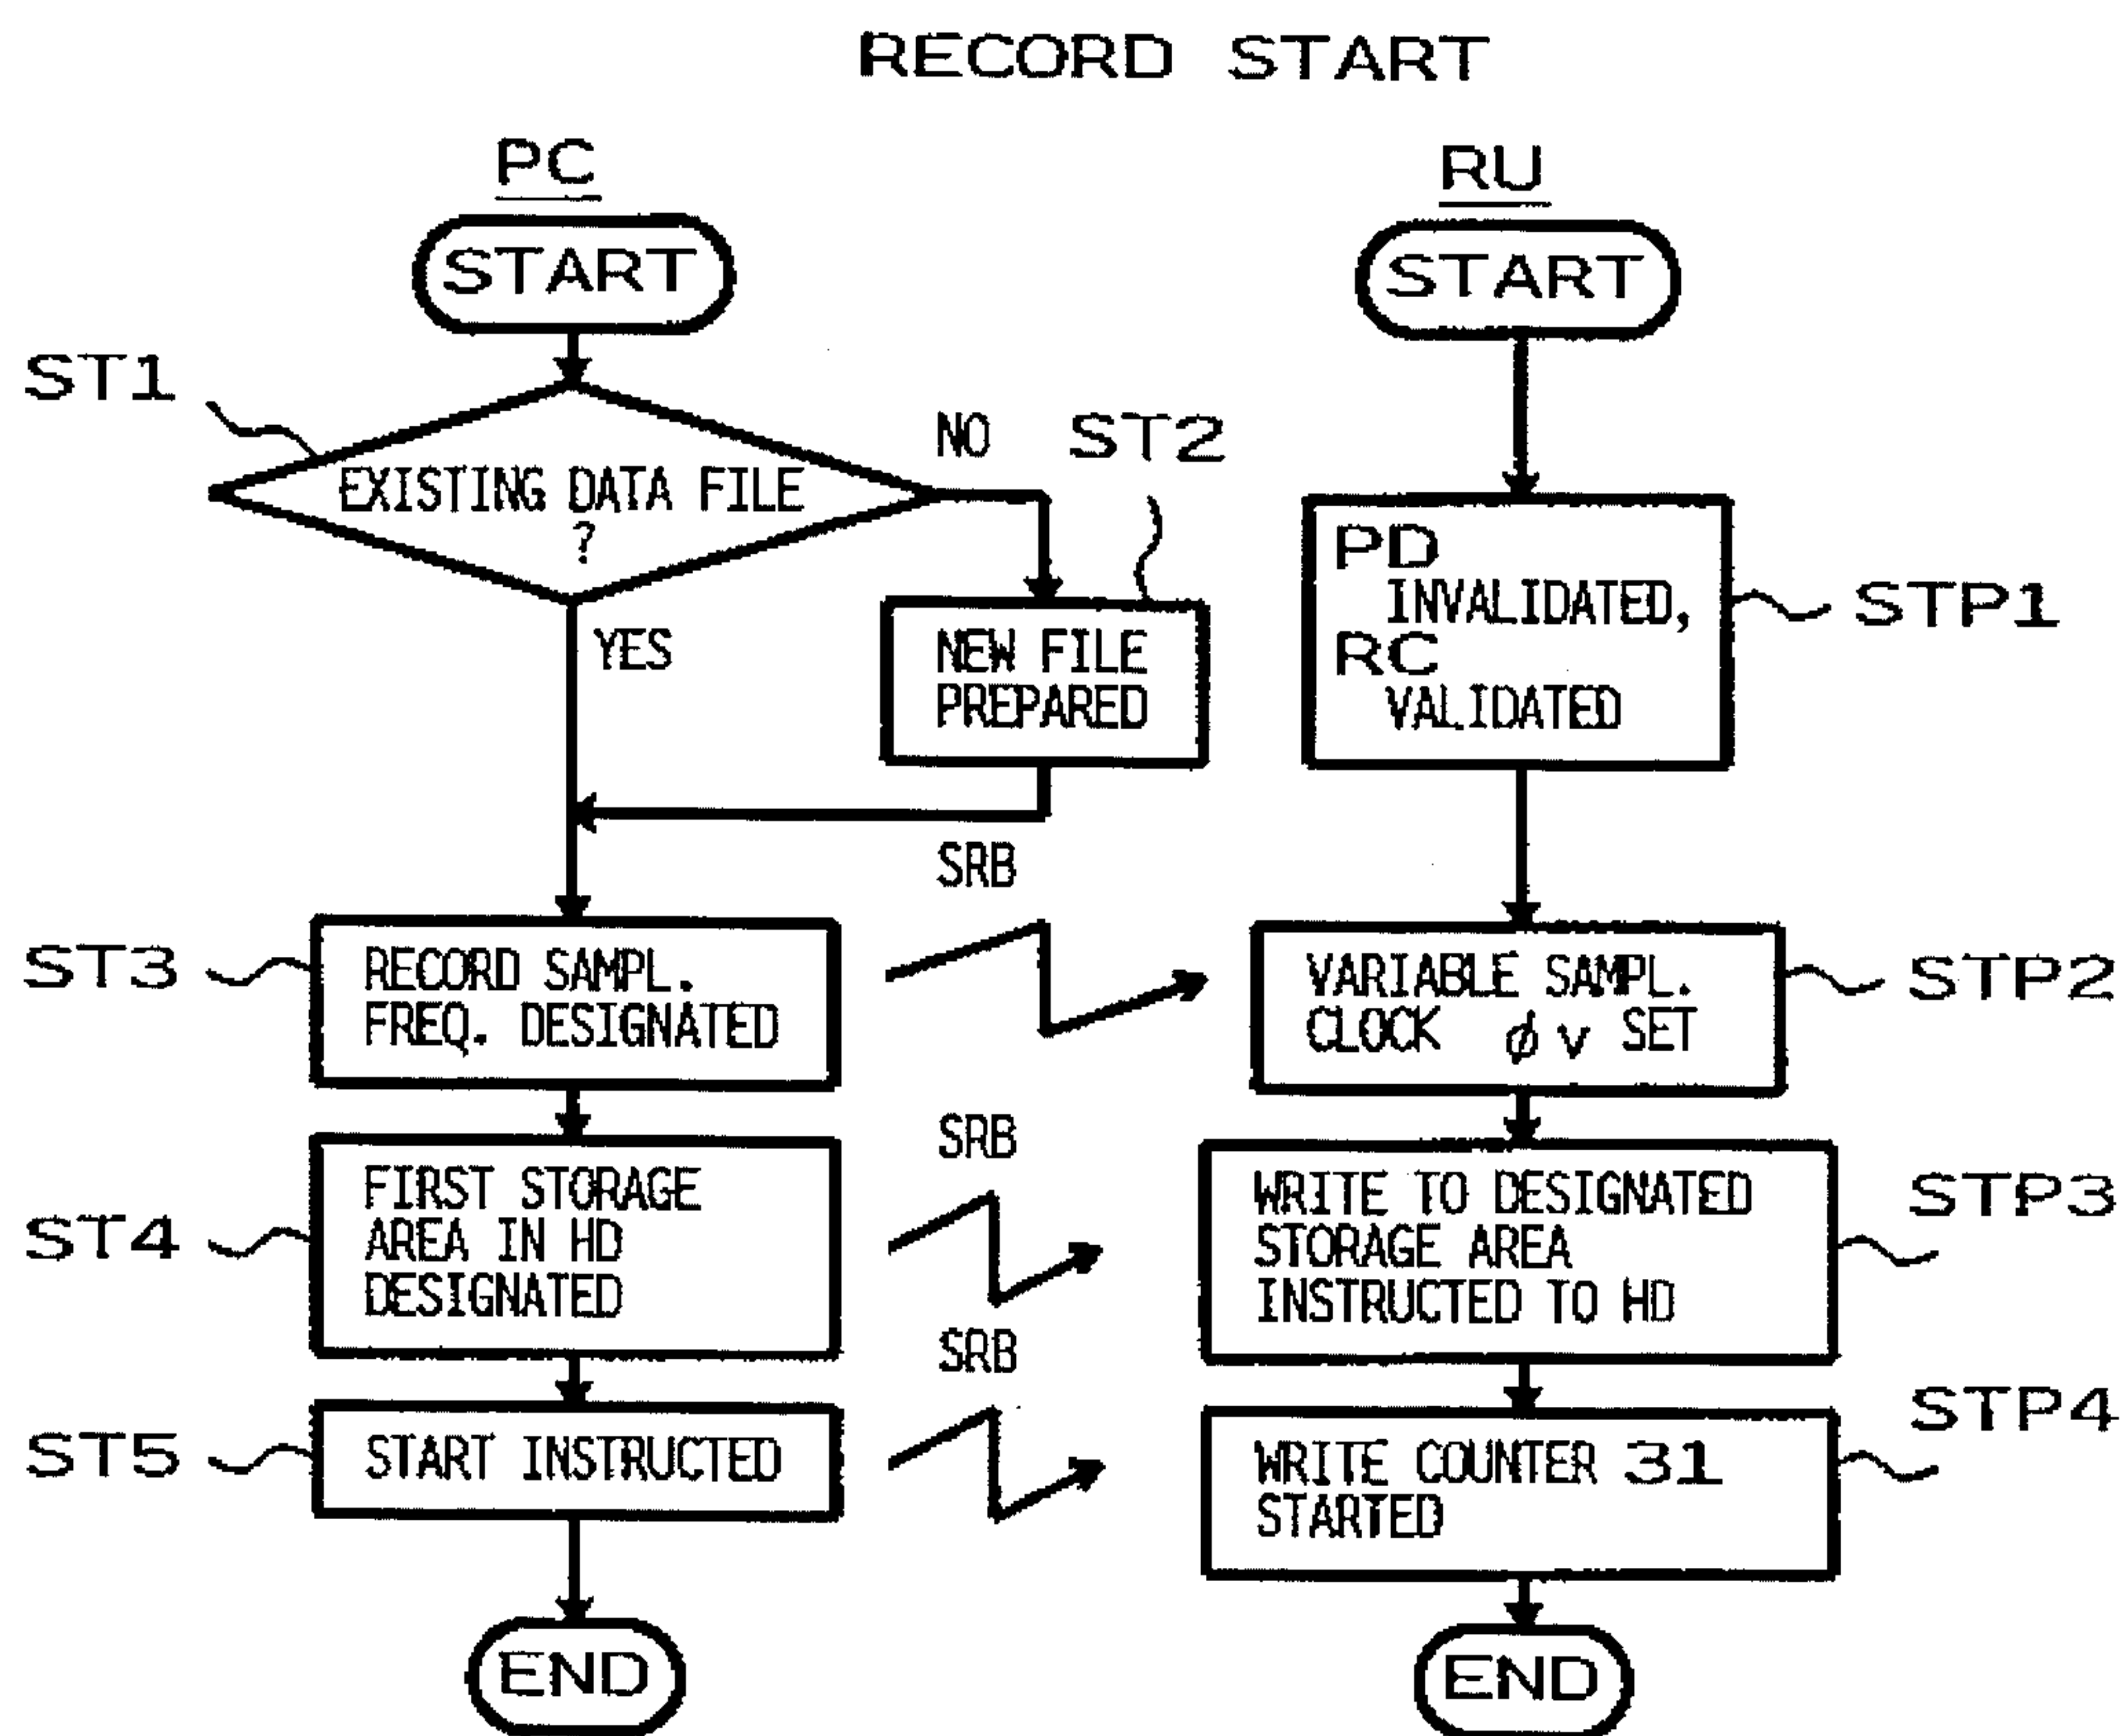 RECORD START
PC
START
ST1
EXISTING DATA FILE
?
NO
YES
ST2
NEW FILE
PREPARED
SRB
ST3
RECORD SAMPL.
FREQ. DESIGNATED
SRB
ST4
FIRST STORAGE
AREA IN HD
DESIGNATED
SRB
ST5
START INSTRUCTED
END
RU
START
PD
INVALIDATED,
RC
VALIDATED
STP1
VARIABLE SAMPL.
CLOCK ϕ v SET
STP2
WRITE TO DESIGNATED
STORAGE AREA
INSTRUCTED TO HD
STP3
WRITE COUNTER 31
STARTED
STP4
END